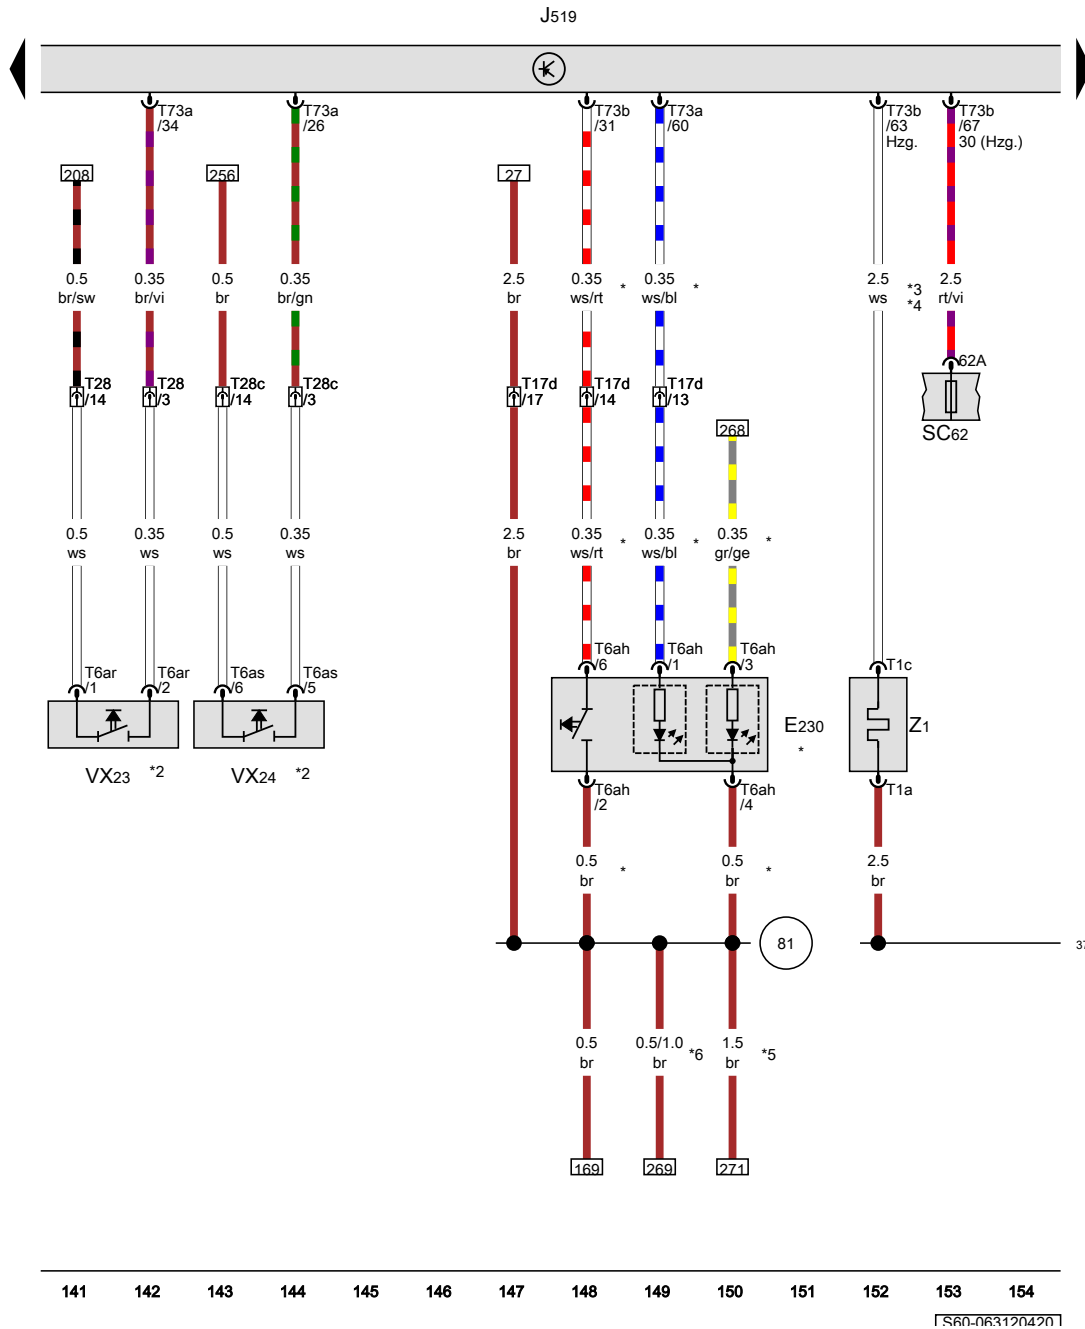 J519
T73a
/34
T73a
/26
T73b
/31
T73a
/60
T73b
/63
Hzg.
T73b
/67
30 (Hzg.)
208
256
27
0.5
br/sw
0.35
br/vi
0.5
br
0.35
br/gn
2.5
br
0.35
ws/rt
*
0.35
ws/bl
*
2.5
ws
*3
*4
2.5
rt/vi
62A
SC62
T28
/14
T28
/3
T28c
/14
T28c
/3
T17d
/17
T17d
/14
T17d
/13
268
0.5
ws
0.35
ws
0.5
ws
0.35
ws
2.5
br
0.35
ws/rt
*
0.35
ws/bl
*
0.35
gr/ge
*
T6ar
/1
T6ar
/2
T6as
/6
T6as
/5
T6ah
/6
T6ah
/1
T6ah
/3
T1c
VX23 *2
VX24 *2
E230
*
Z1
T6ah
/2
T6ah
/4
T1a
0.5
br
*
0.5
br
*
2.5
br
81
37
0.5
br
0.5/1.0
br
*6
1.5
br
*5
169
269
271
141 142 143 144 145 146 147 148 149 150 151 152 153 154
S60-063120420